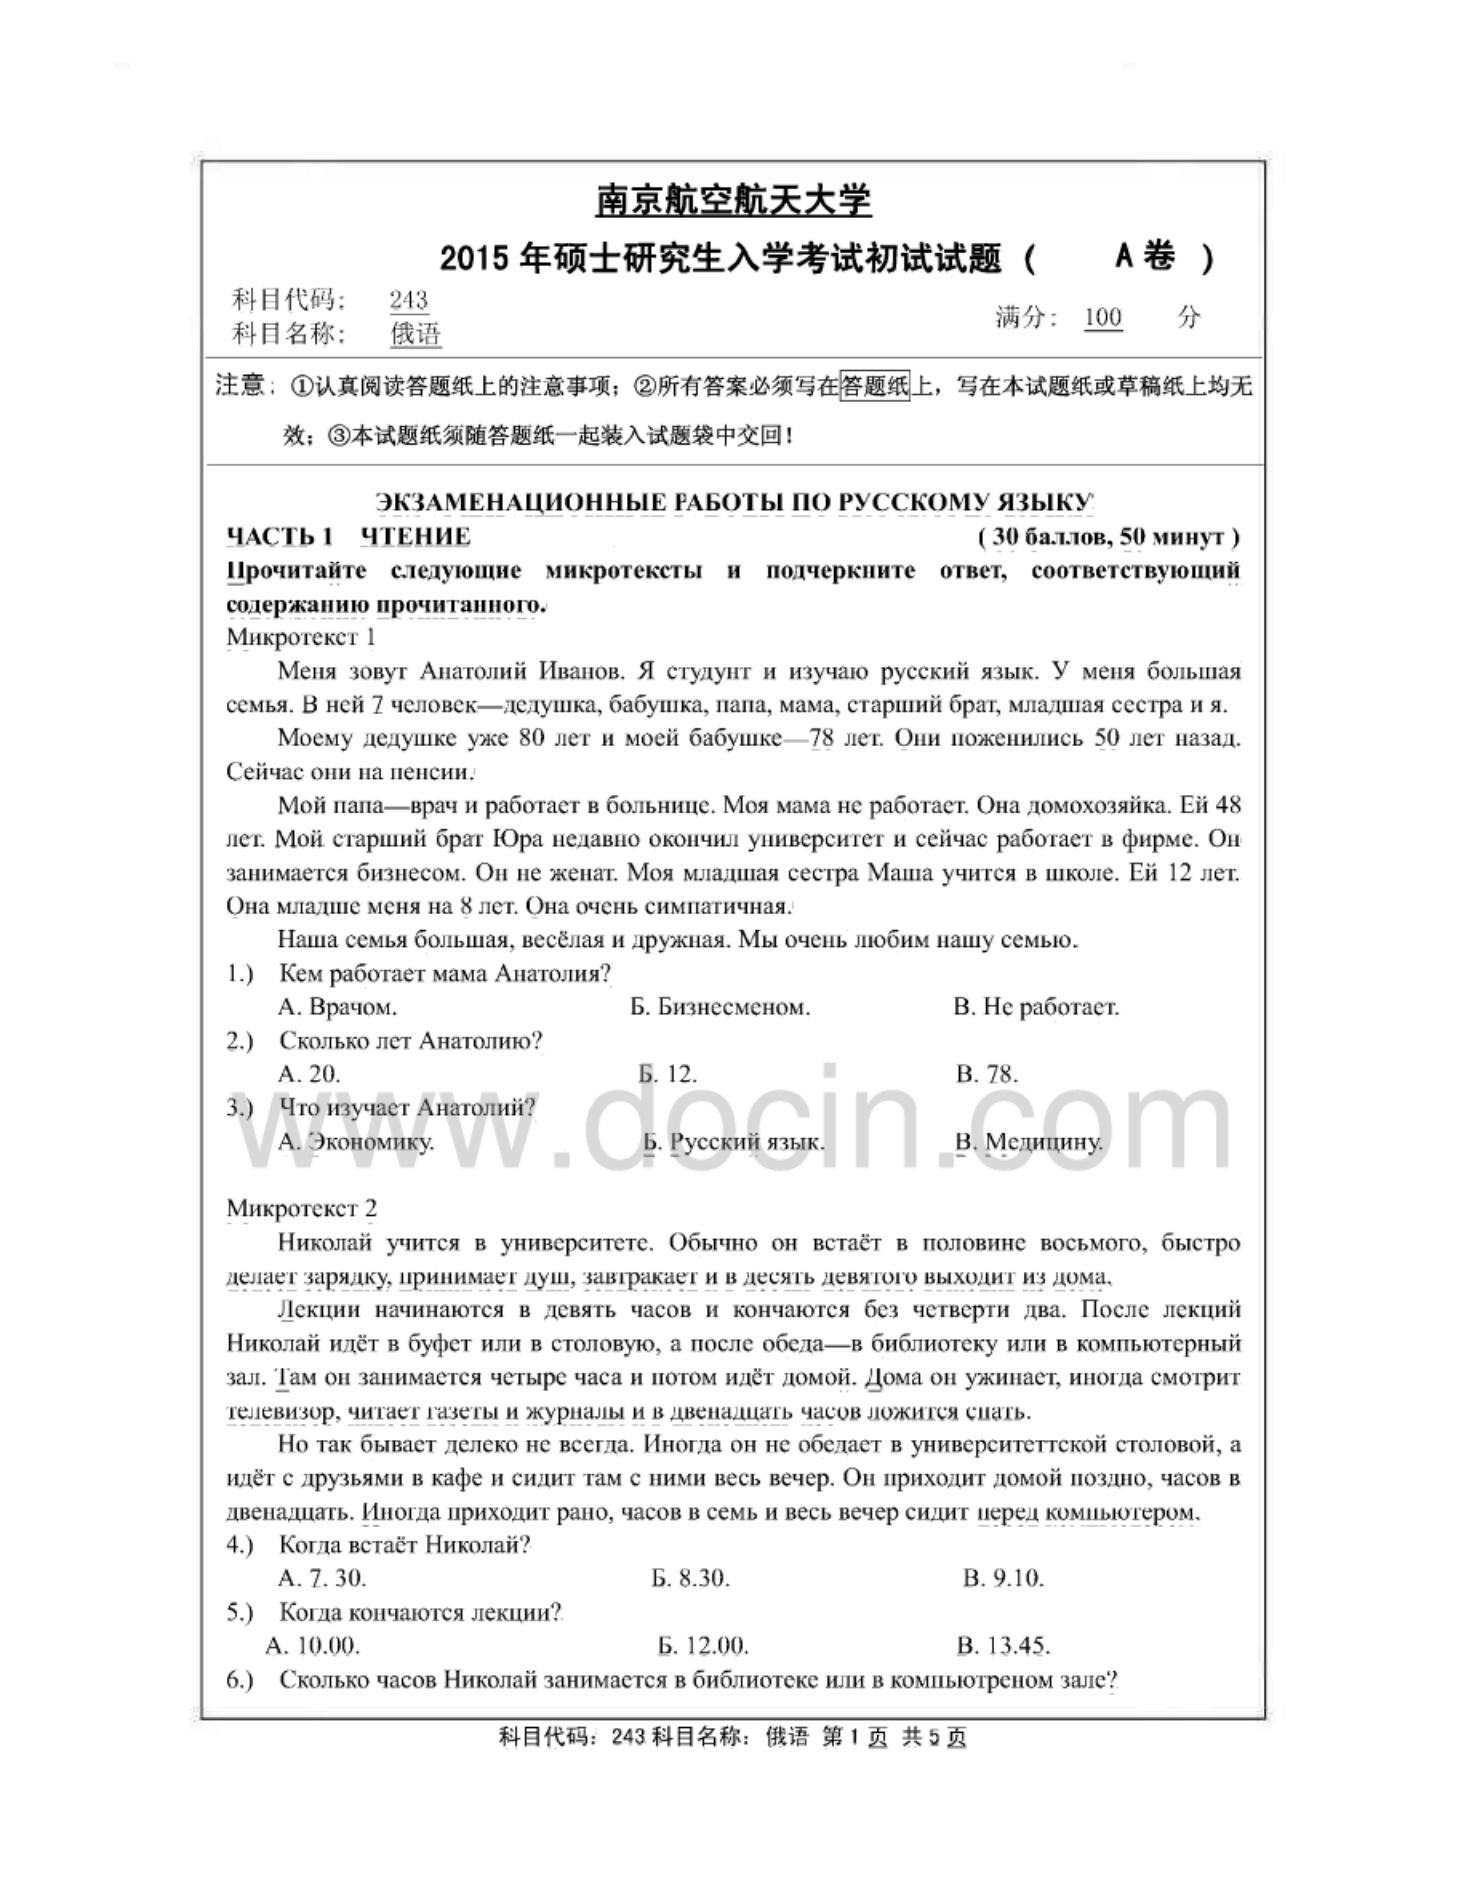 南京航空航天大学
2015 年硕士研究生入学考试初试试题 ( A 卷 )
科目代码： 243
满分： 100 分
科目名称： 俄语
注意: ①认真阅读答题纸上的注意事项；②所有答案必须写在答题纸上，写在本试题纸或草稿纸上均无
效；③本试题纸须随答题纸一起装入试题袋中交回！
ЭКЗАМЕНАЦИОННЫЕ РАБОТЫ ПО РУССКОМУ ЯЗЫКУ
ЧАСТЬ 1 ЧТЕНИЕ ( 30 баллов, 50 минут )
Прочитайте следующие микротексты и подчеркните ответ, соответствующий
содержанию прочитанного.
Микротекст 1
Меня зовут Анатолий Иванов. Я студунт и изучаю русский язык. У меня большая
семья. В ней 7 человек—дедушка, бабушка, папа, мама, старший брат, младшая сестра и я.
Моему дедушке уже 80 лет и моей бабушке—78 лет. Они поженились 50 лет назад.
Сейчас они на пенсии.
Мой папа—врач и работает в больнице. Моя мама не работает. Она домохозяйка. Ей 48
лет. Мой старший брат Юра недавно окончил университет и сейчас работает в фирме. Он
занимается бизнесом. Он не женат. Моя младшая сестра Маша учится в школе. Ей 12 лет.
Она младше меня на 8 лет. Она очень симпатичная.
Наша семья большая, весёлая и дружная. Мы очень любим нашу семью.
1.) Кем работает мама Анатолия?
А. Врачом. Б. Бизнесменом. В. Не работает.
2.) Сколько лет Анатолию?
А. 20. Б. 12. В. 78.
3.) Что изучает Анатолий?
А. Экономику. Б. Русский язык. В. Медицину.
www.docin.com
Микротекст 2
Николай учится в университете. Обычно он встаёт в половине восьмого, быстро
делает зарядку, принимает душ, завтракает и в десять девятого выходит из дома.
Лекции начинаются в девять часов и кончаются без четверти два. После лекций
Николай идёт в буфет или в столовую, а после обеда—в библиотеку или в компьютерный
зал. Там он занимается четыре часа и потом идёт домой. Дома он ужинает, иногда смотрит
телевизор, читает газеты и журналы и в двенадцать часов ложится спать.
Но так бывает делеко не всегда. Иногда он не обедает в университеттской столовой, а
идёт с друзьями в кафе и сидит там с ними весь вечер. Он приходит домой поздно, часов в
двенадцать. Иногда приходит рано, часов в семь и весь вечер сидит перед компьютером.
4.) Когда встаёт Николай?
А. 7. 30. Б. 8.30. В. 9.10.
5.) Когда кончаются лекции?
А. 10.00. Б. 12.00. В. 13.45.
6.) Сколько часов Николай занимается в библиотеке или в компьютреном зале?
科目代码：243 科目名称：俄语 第 1 页 共 5 页